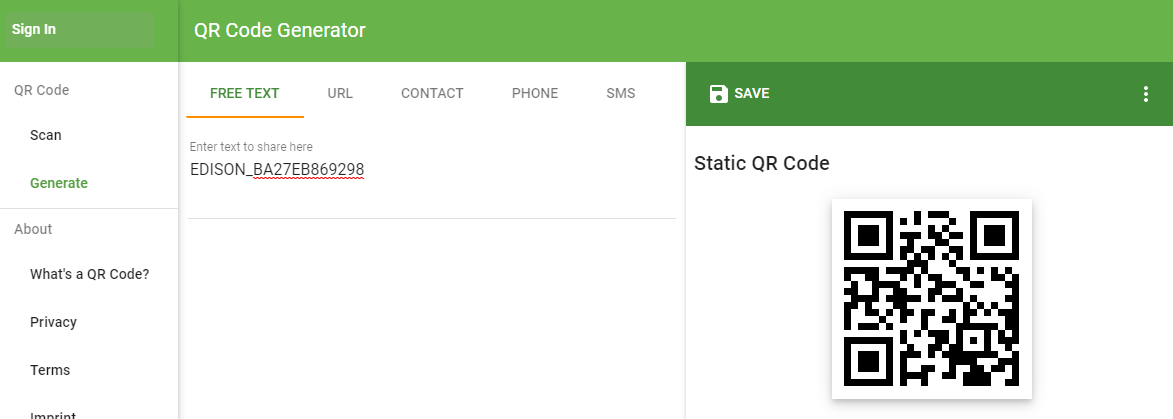 Sign In
QR Code Generator
QR Code
Scan
Generate
About
What's a QR Code?
Privacy
Terms
Imprint
FREE TEXT
URL
CONTACT
PHONE
SMS
Enter text to share here
EDISON_BA27EB869298
SAVE
Static QR Code